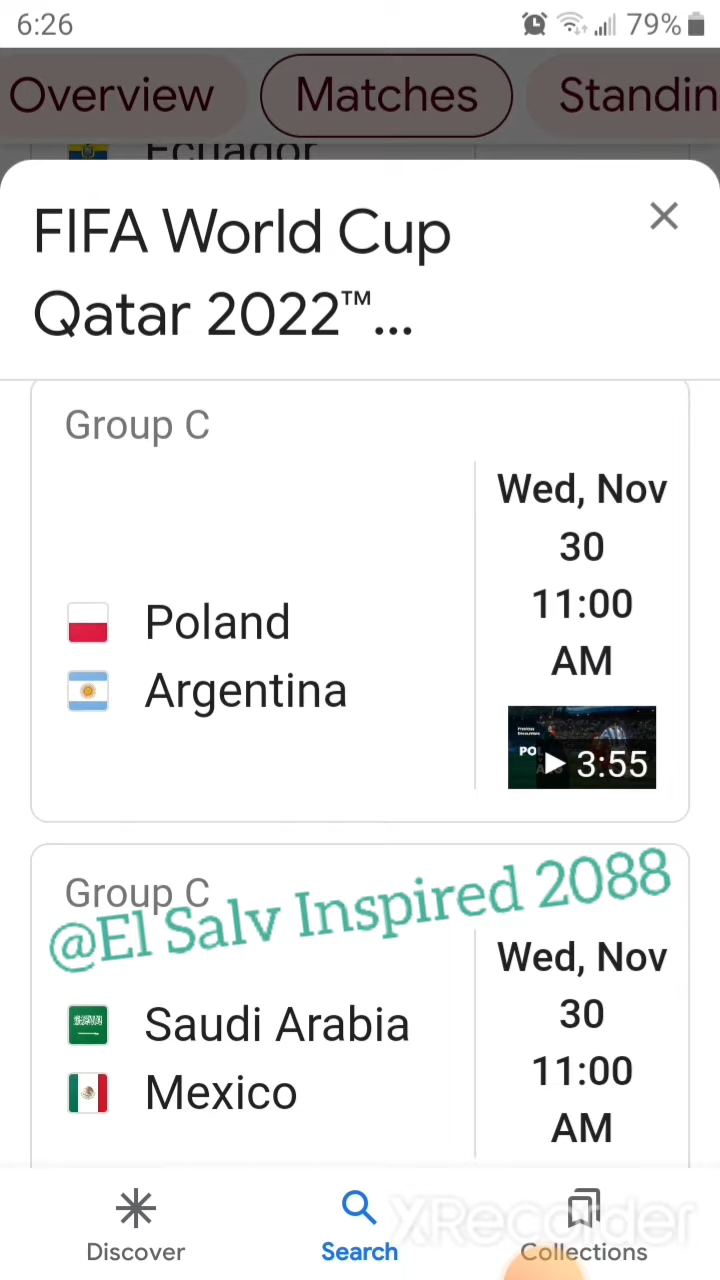 6:26
79%
Overview
Matches
Standin
Ecuador
FIFA World Cup
Qatar 2022™...
Group C
Wed, Nov
30
11:00
AM
Poland
Argentina
3:55
Group C
@El Salv Inspired 2088
Wed, Nov
30
11:00
AM
Saudi Arabia
Mexico
XRecorder
Discover
Search
Collections